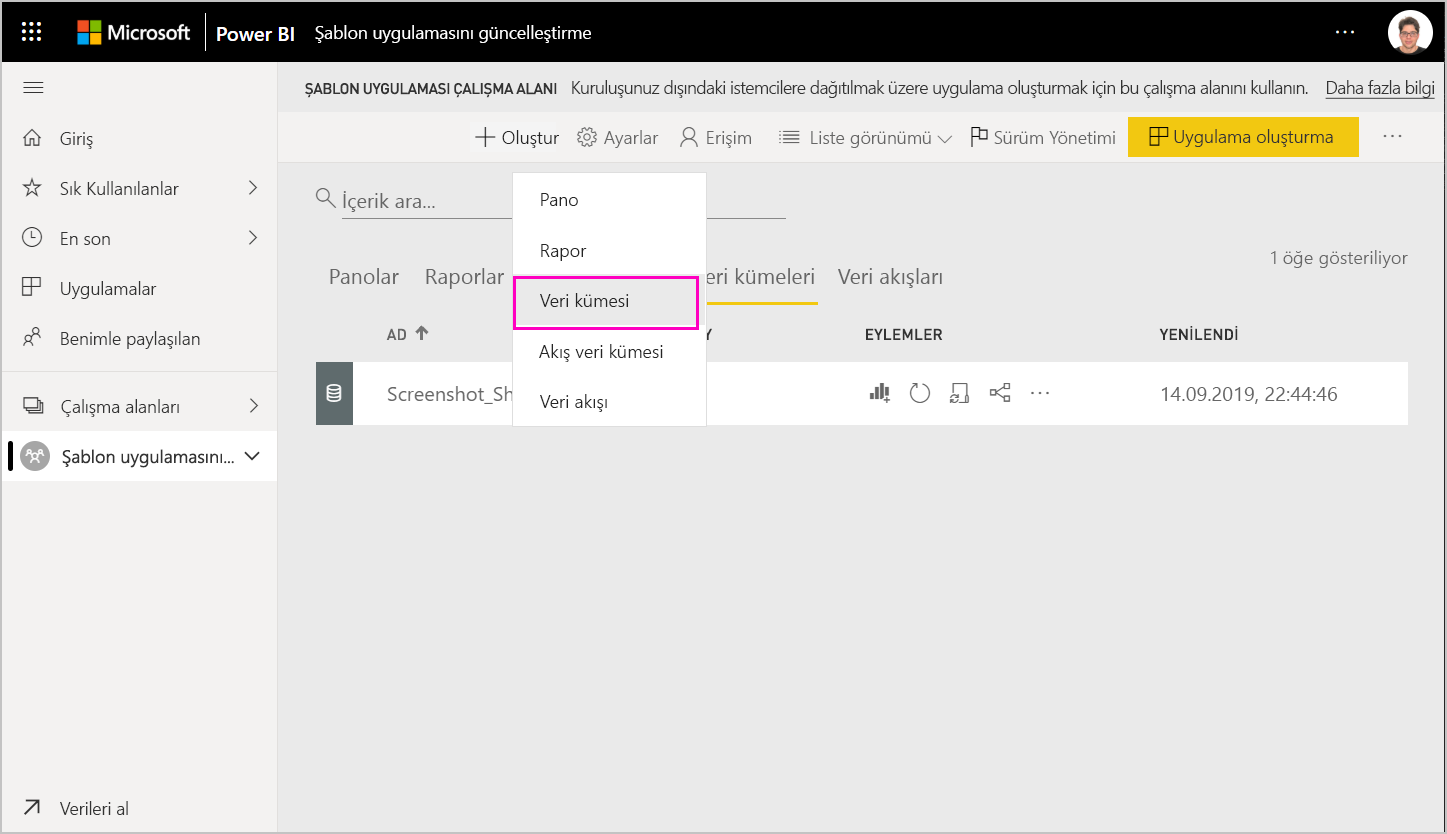 Microsoft Power BI Şablon uygulamasını güncelleştirme ...
ŞABLON UYGULAMASI ÇALIŞMA ALANI Kuruluşunuz dışındaki istemcilere dağıtılmak üzere uygulama oluşturmak için bu çalışma alanını kullanın. Daha fazla bilgi
Oluştur Ayarlar Erişim Liste görünümü Sürüm Yönetimi Uygulama oluşturma ...
Giriş
Sık Kullanılanlar
En son
Uygulamalar
Benimle paylaşılan
Çalışma alanları
Şablon uygulamasını...
Verileri al
İçerik ara...
Pano
Rapor
Veri kümesi
Akış veri kümesi
Veri akışı
1 öğe gösteriliyor
Panolar Raporlar eri kümeleri Veri akışları
AD Y EYLEMLER YENİLENDİ
Screenshot_Sh ... 14.09.2019, 22:44:46